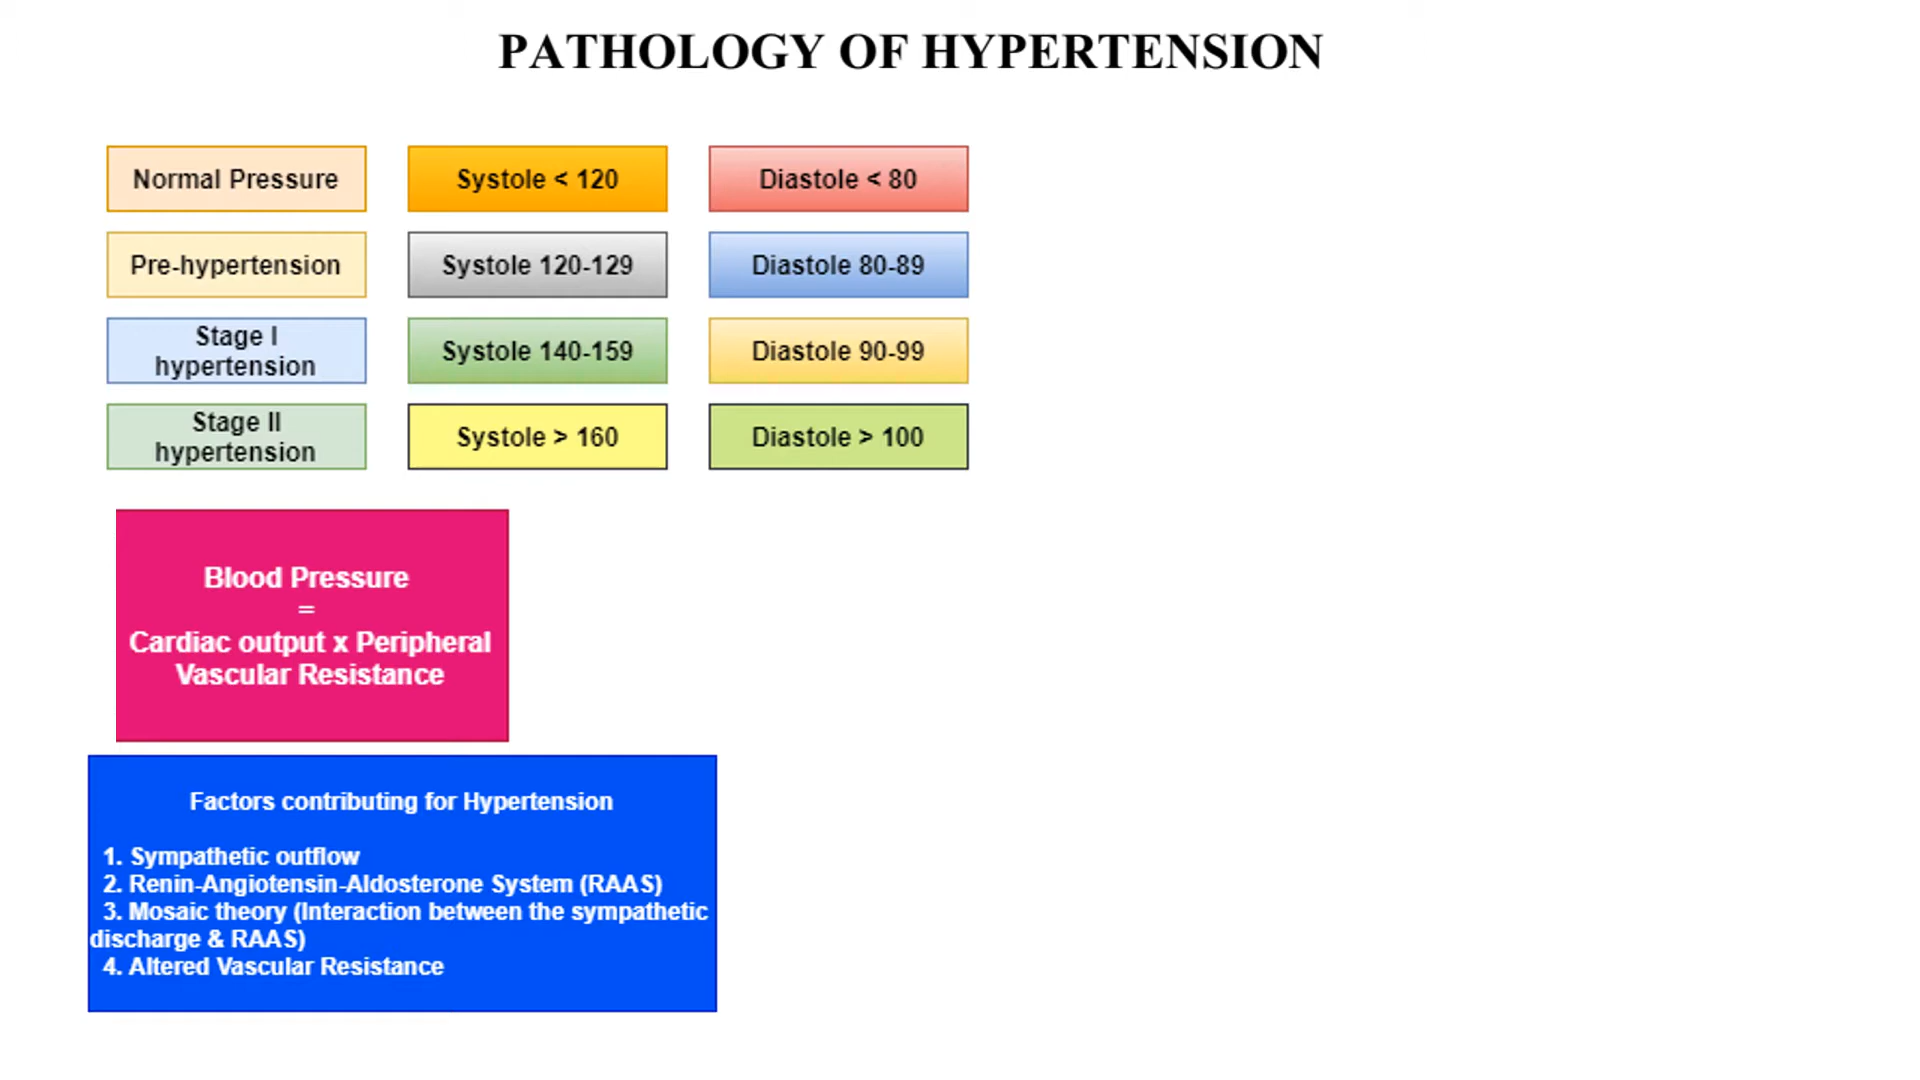 PATHOLOGY OF HYPERTENSION
Normal Pressure
Systole < 120
Diastole < 80
Pre-hypertension
Systole 120-129
Diastole 80-89
Stage I
hypertension
Systole 140-159
Diastole 90-99
Stage II
hypertension
Systole > 160
Diastole > 100
Blood Pressure
=
Cardiac output x Peripheral
Vascular Resistance
Factors contributing for Hypertension
1. Sympathetic outflow
2. Renin-Angiotensin-Aldosterone System (RAAS)
3. Mosaic theory (Interaction between the sympathetic
discharge & RAAS)
4. Altered Vascular Resistance